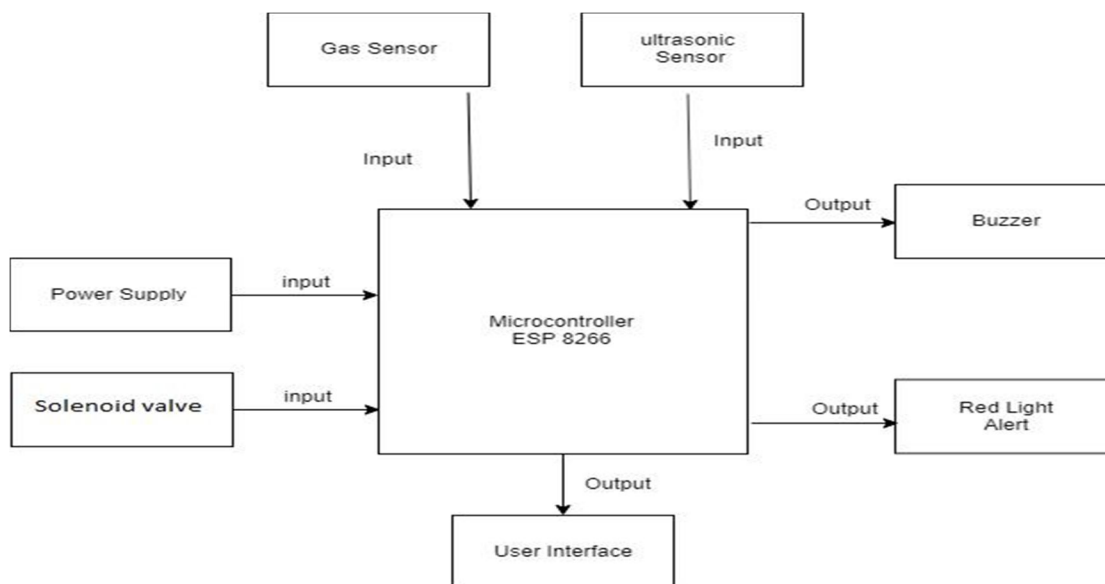 Gas Sensor
ultrasonic
Sensor
Input
Input
Output
Buzzer
Power Supply
input
Microcontroller
ESP 8266
Solenoid valve
input
Output
Red Light
Alert
Output
User Interface